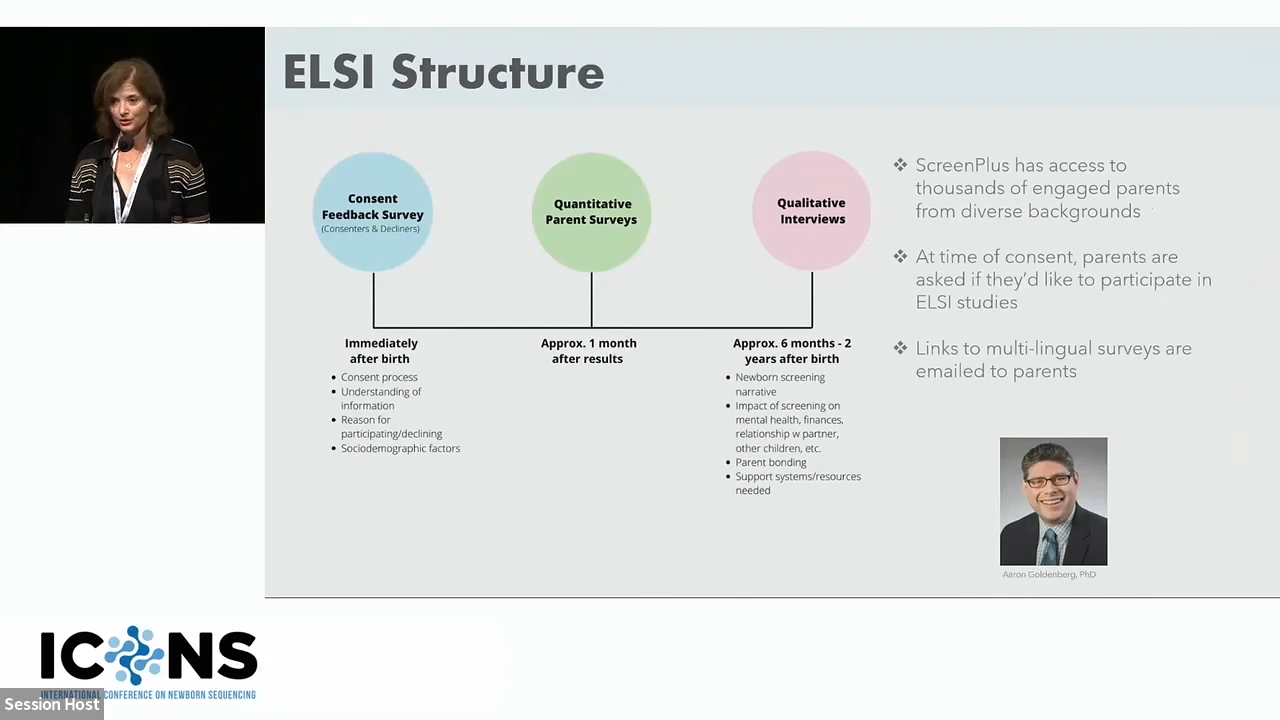 ELSI Structure
Consent
Feedback Survey
(Consenters & Decliners)
Quantitative
Parent Surveys
Qualitative
Interviews
Immediately
after birth
• Consent process
• Understanding of
information
• Reason for
participating/declining
• Sociodemographic factors
Approx. 1 month
after results
Approx. 6 months - 2
years after birth
• Newborn screening
narrative
• Impact of screening on
mental health, finances,
relationship w partner,
other children, etc.
• Parent bonding
• Support systems/resources
needed
❖ ScreenPlus has access to
thousands of engaged parents
from diverse backgrounds
❖ At time of consent, parents are
asked if they'd like to participate in
ELSI studies
❖ Links to multi-lingual surveys are
emailed to parents
Aaron Goldenberg, PhD
ICONS
INTERNATIONAL CONFERENCE ON NEWBORN SEQUENCING
Session Host